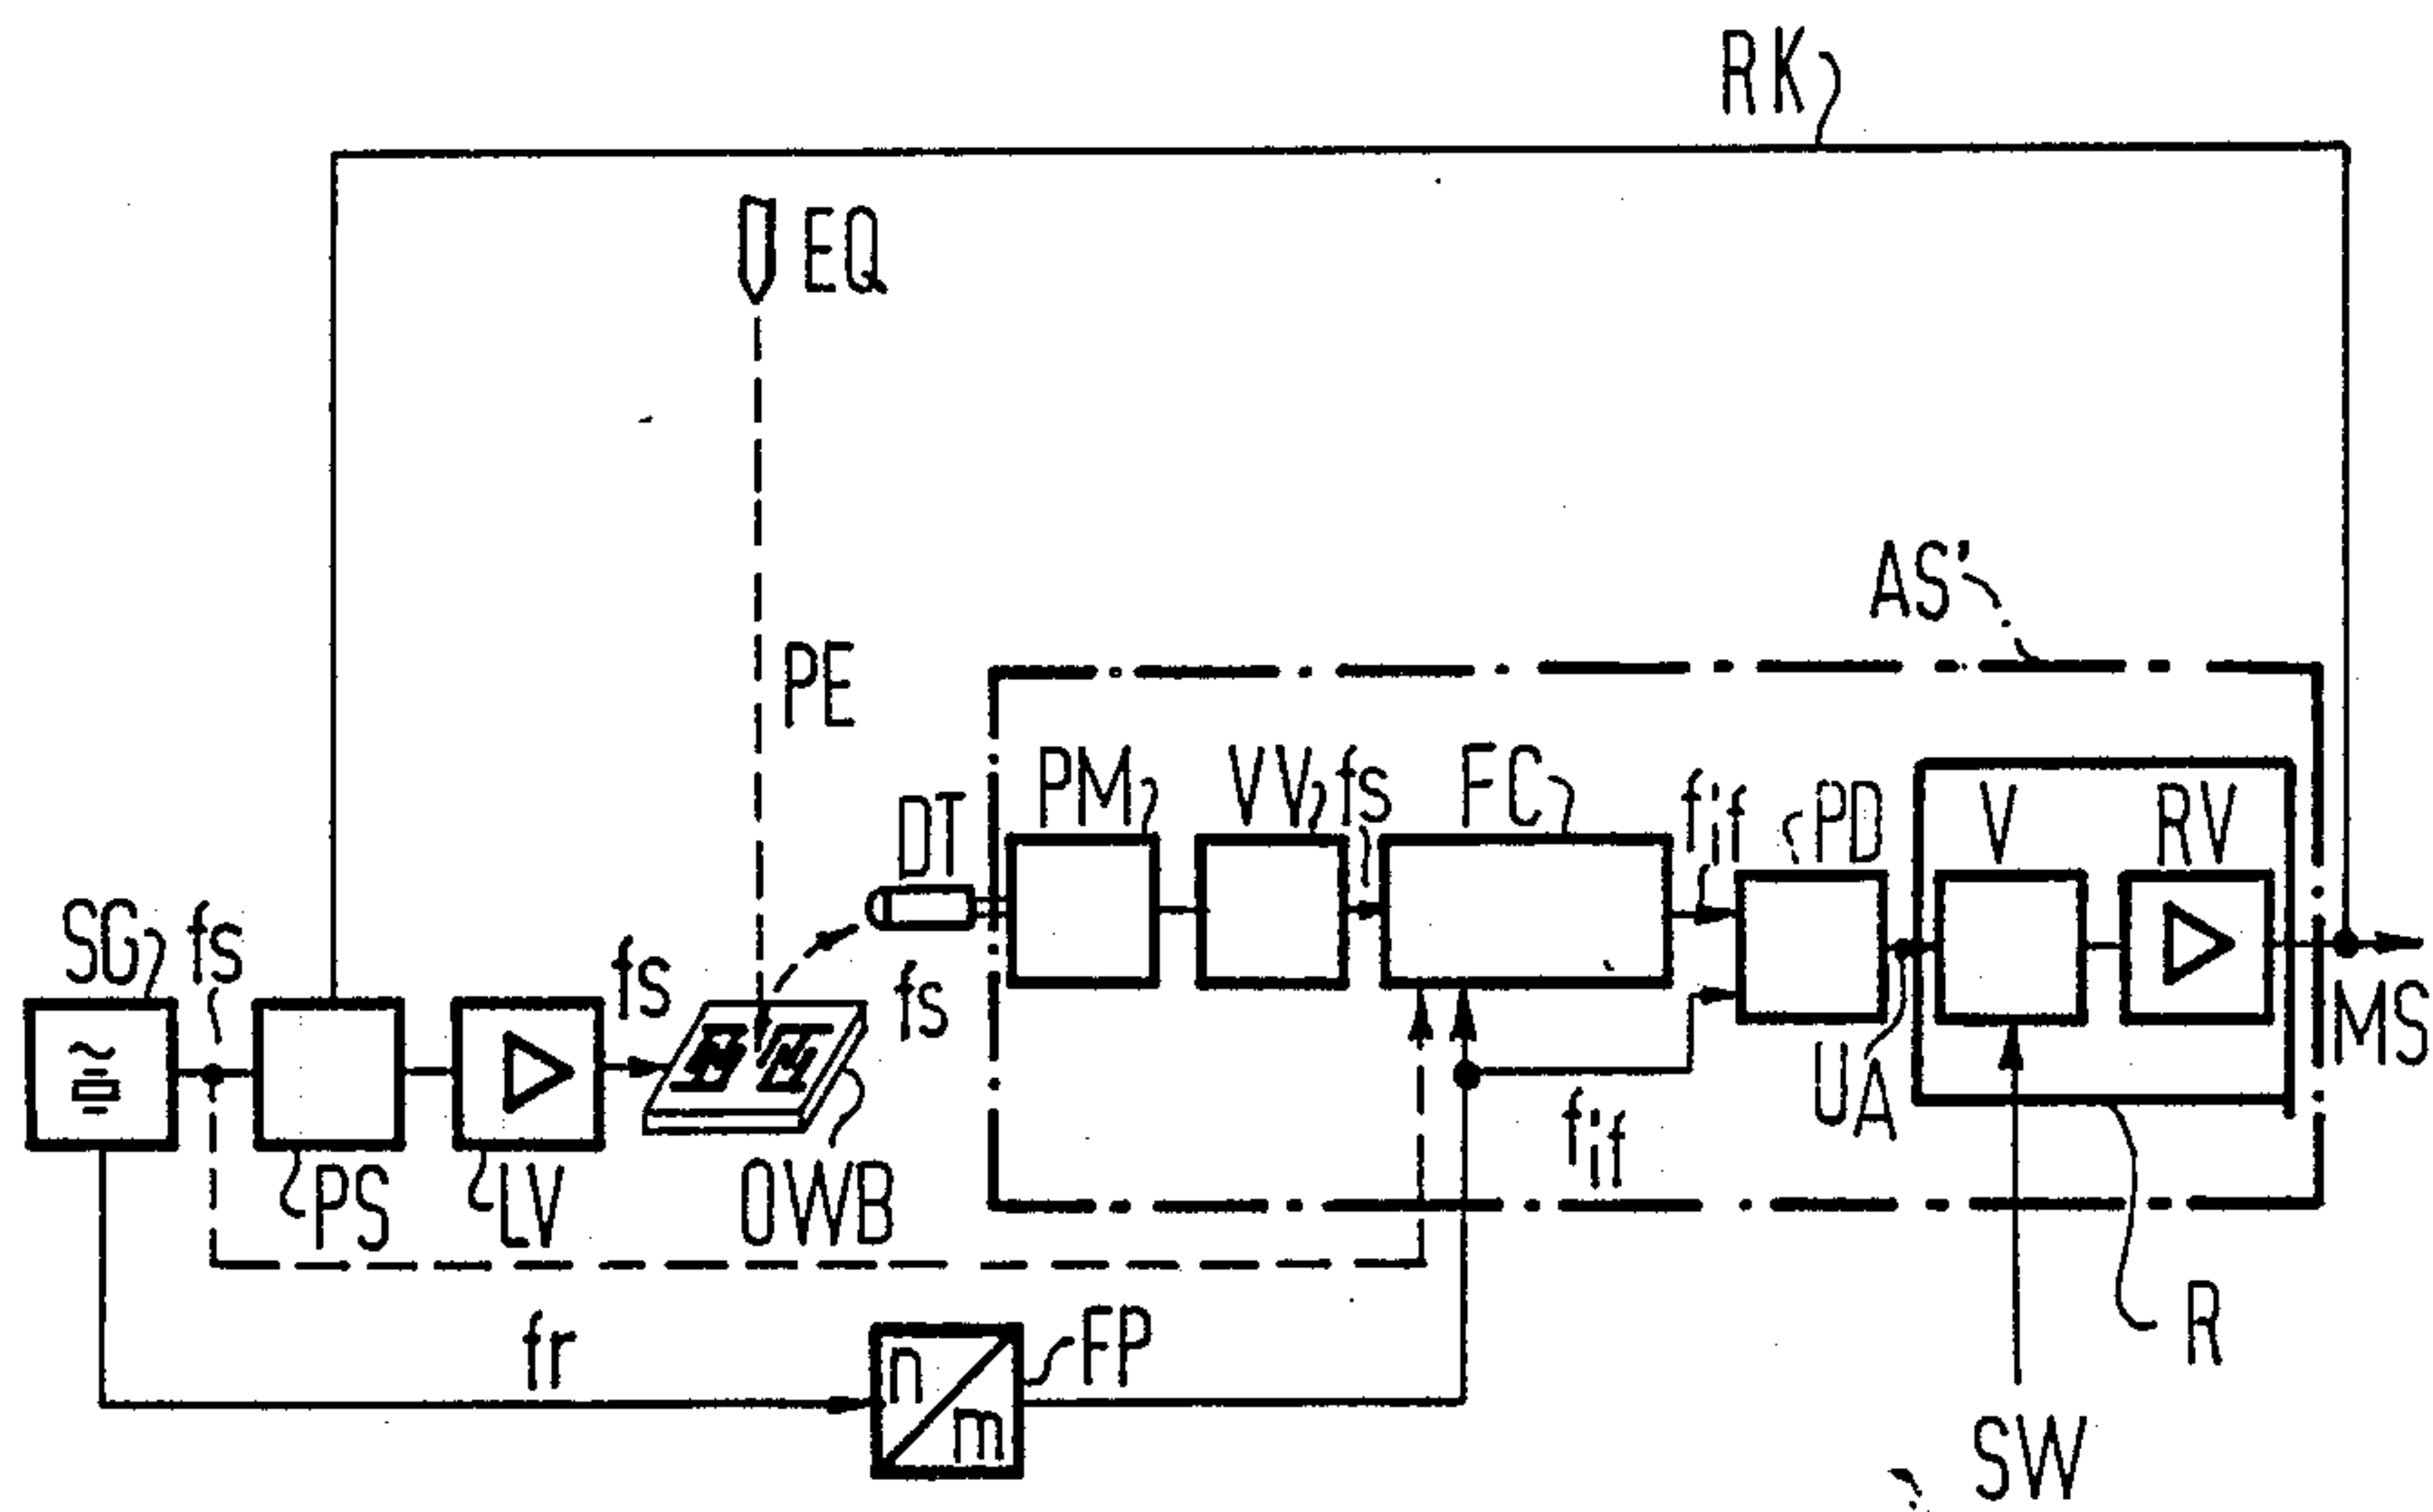 RK
EQ
AS'
PE
PM
VV
fs
FC
fif
PD
V
RV
DT
SG
fs
fs
fs
MS
UA
fif
PS
LV
OWB
fr
FP
n
m
R
SW